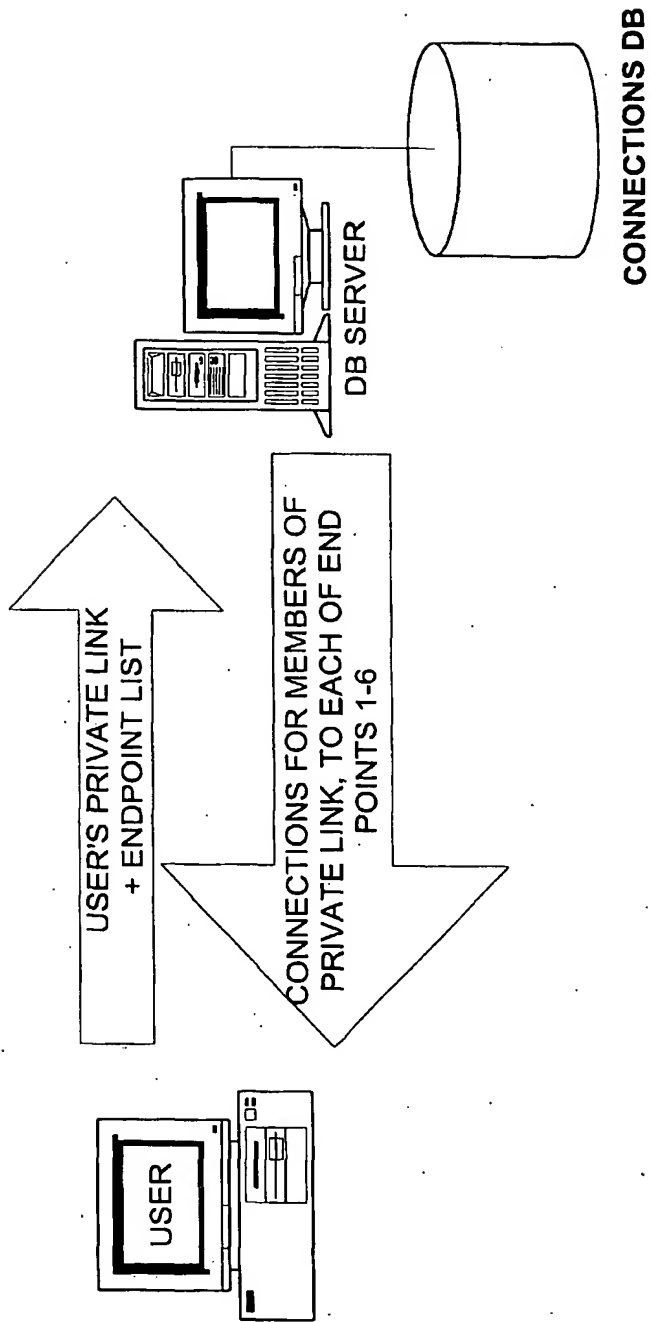 USER
USER'S PRIVATE LINK
+ ENDPOINT LIST
CONNECTIONS FOR MEMBERS OF
PRIVATE LINK, TO EACH OF END
POINTS 1-6
DB SERVER
CONNECTIONS DB